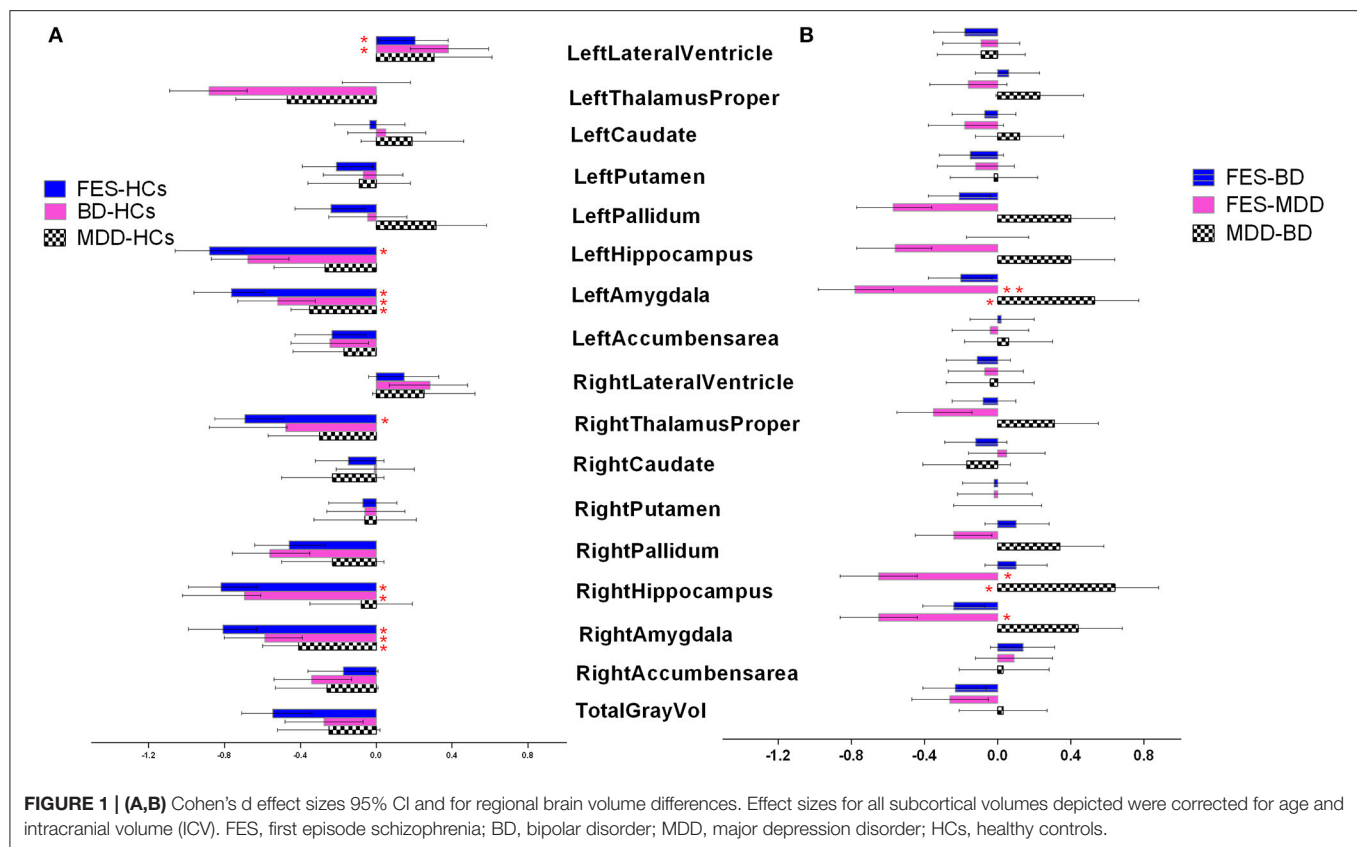 A
B
LeftLateralVentricle
LeftThalamusProper
LeftCaudate
LeftPutamen
LeftPallidum
LeftHippocampus
LeftAmygdala
LeftAccumbensarea
RightLateralVentricle
RightThalamusProper
RightCaudate
RightPutamen
RightPallidum
RightHippocampus
RightAmygdala
RightAccumbensarea
TotalGrayVol
FES-HCs
BD-HCs
MDD-HCs
FES-BD
FES-MDD
MDD-BD
-1.2 -0.8 -0.4 0.0 0.4 0.8
-1.2 -0.8 -0.4 0.0 0.4 0.8
FIGURE 1 | (A,B) Cohen's d effect sizes 95% CI and for regional brain volume differences. Effect sizes for all subcortical volumes depicted were corrected for age and
intracranial volume (ICV). FES, first episode schizophrenia; BD, bipolar disorder; MDD, major depression disorder; HCs, healthy controls.